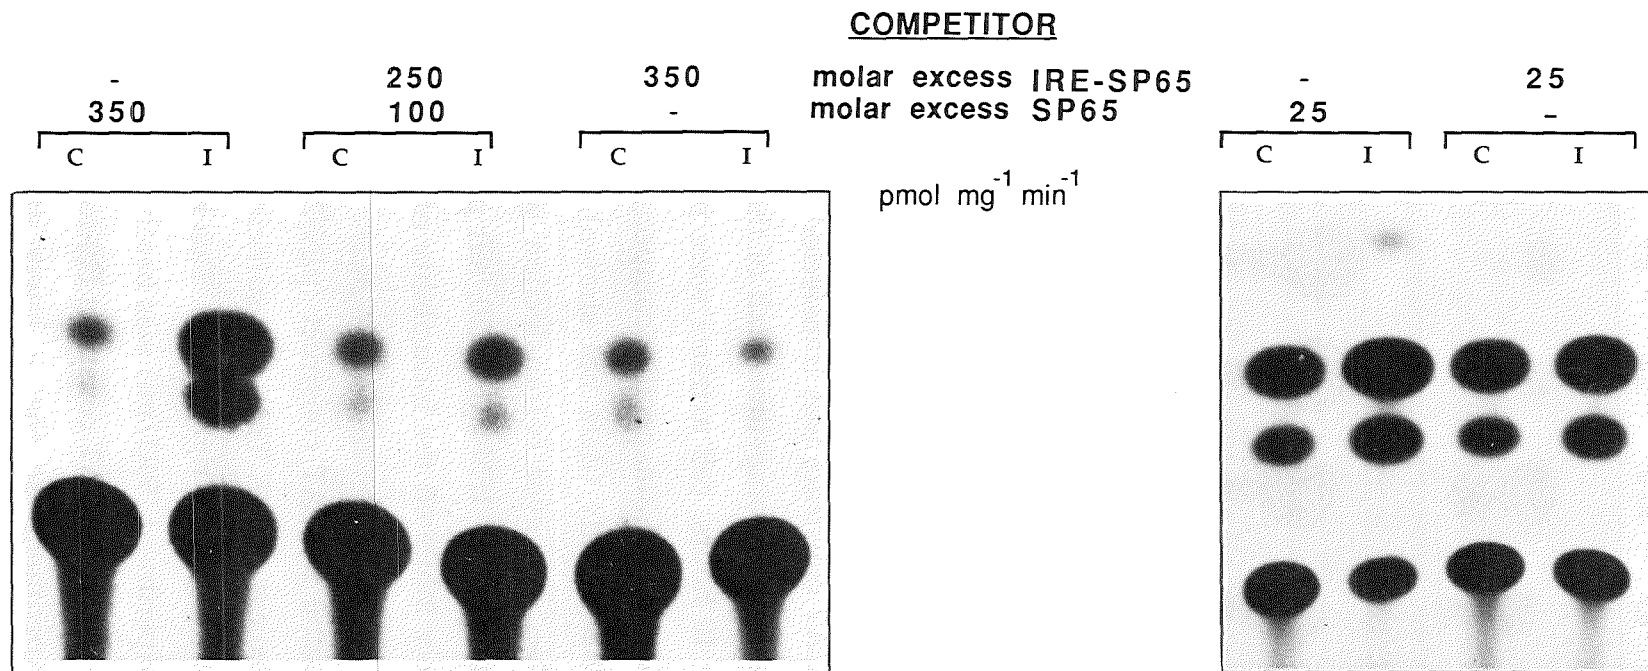 COMPETITOR
- 250 350 molar excess IRE-SP65 - 25
350 100 - molar excess SP65 25 -
C I C I C I C I C I
pmol mg-1 min-1